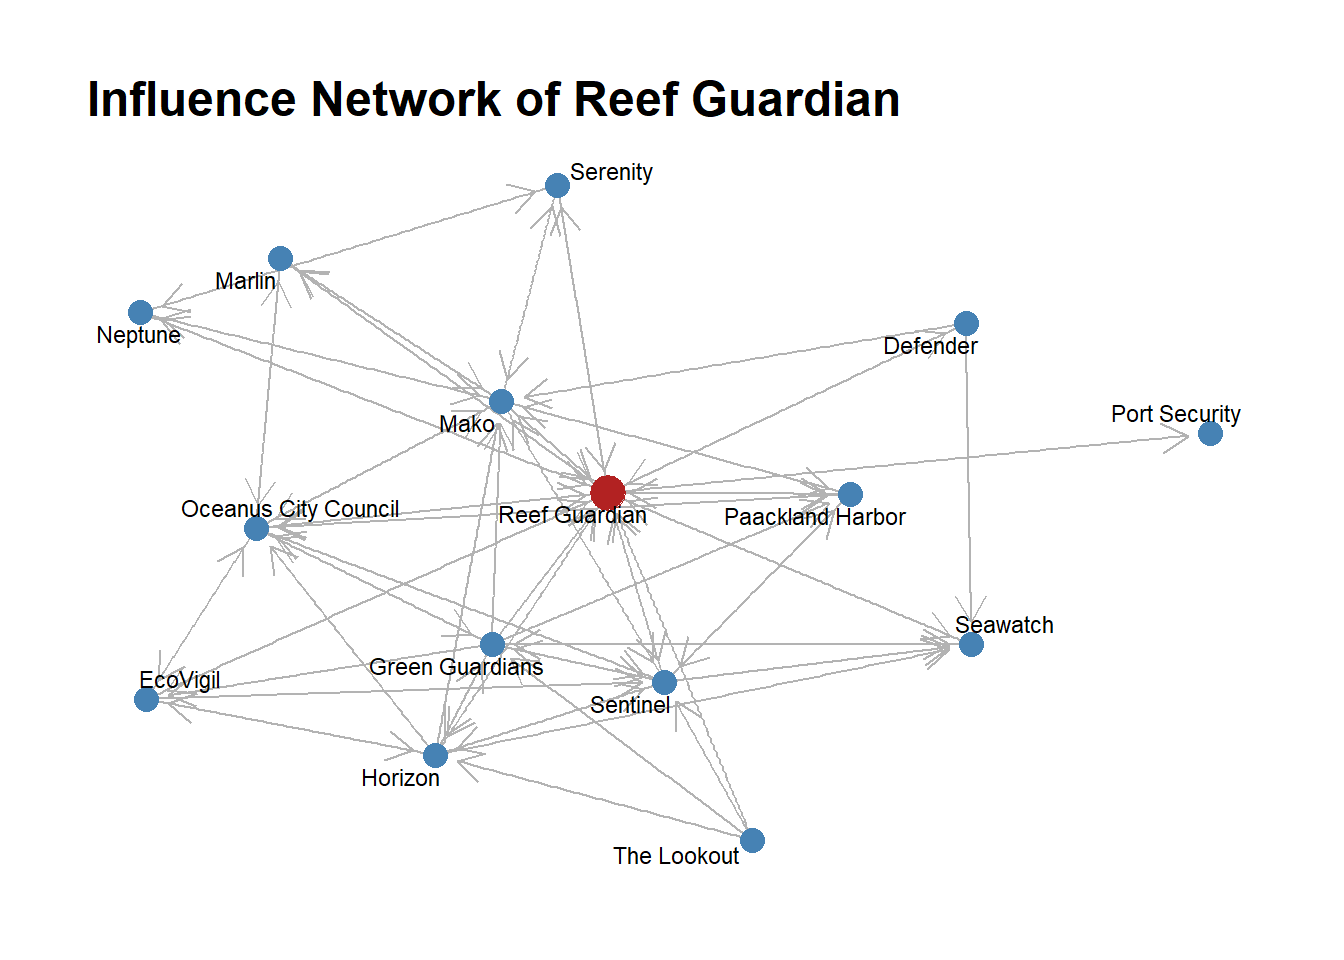 Influence Network of Reef Guardian
Serenity
Marlin
Neptune
Defender
Port Security
Mako
Oceanus City Council
Reef Guardian
Paackland Harbor
Seawatch
Green Guardians
EcoVigil
Sentinel
Horizon
The Lookout